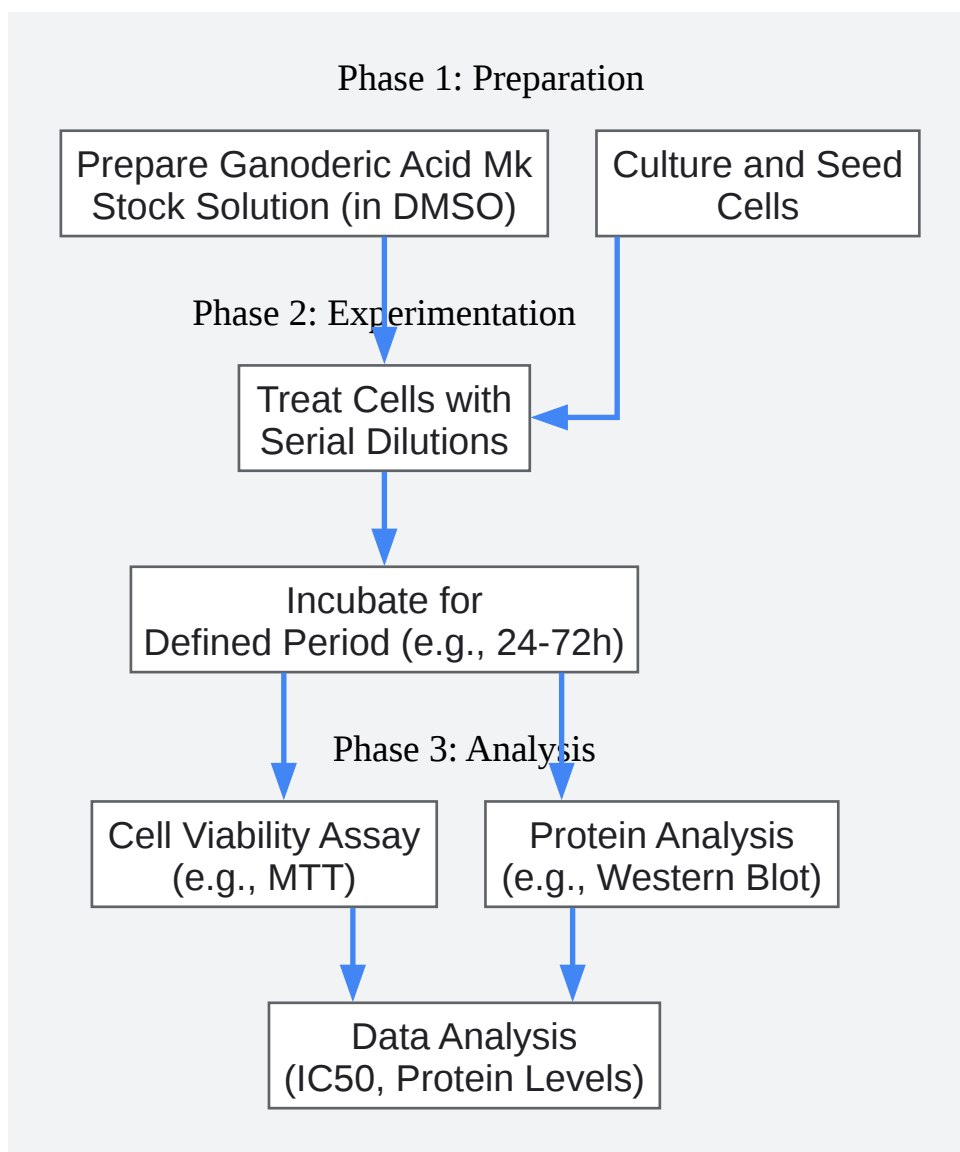 Phase 1: Preparation
Prepare Ganoderic Acid Mk
Stock Solution (in DMSO)
Culture and Seed
Cells
Phase 2: Experimentation
Treat Cells with
Serial Dilutions
Incubate for
Defined Period (e.g., 24-72h)
Phase 3: Analysis
Cell Viability Assay
(e.g., MTT)
Protein Analysis
(e.g., Western Blot)
Data Analysis
(IC50, Protein Levels)